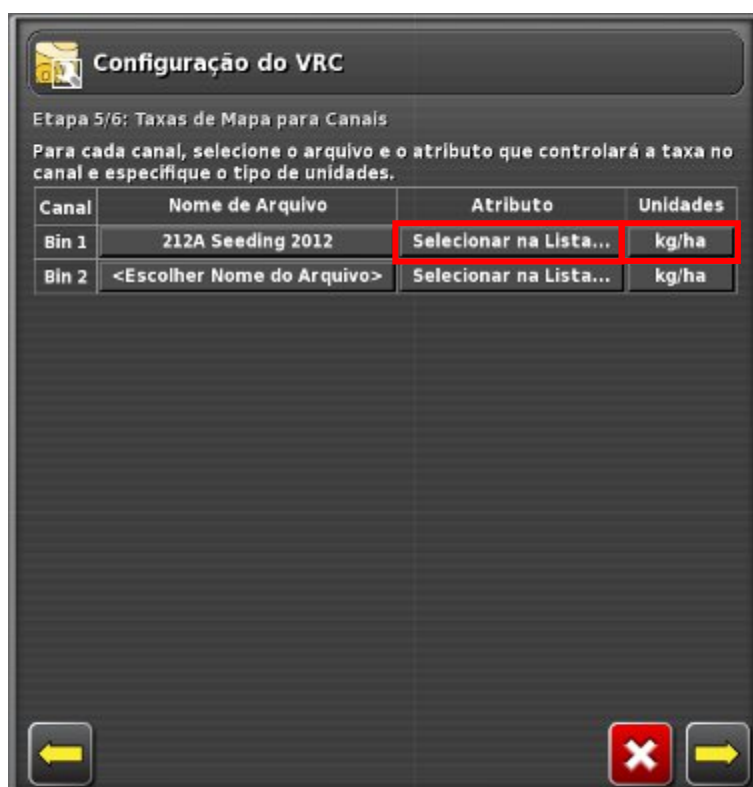 Configuração do VRC
Etapa 5/6: Taxas de Mapa para Canais
Para cada canal, selecione o arquivo e o atributo que controlará a taxa no
canal e especifique o tipo de unidades.
Canal Nome de Arquivo Atributo Unidades
Bin 1 212A Seeding 2012 Selecionar na Lista... kg/ha
Bin 2 <Escolher Nome do Arquivo> Selecionar na Lista... kg/ha